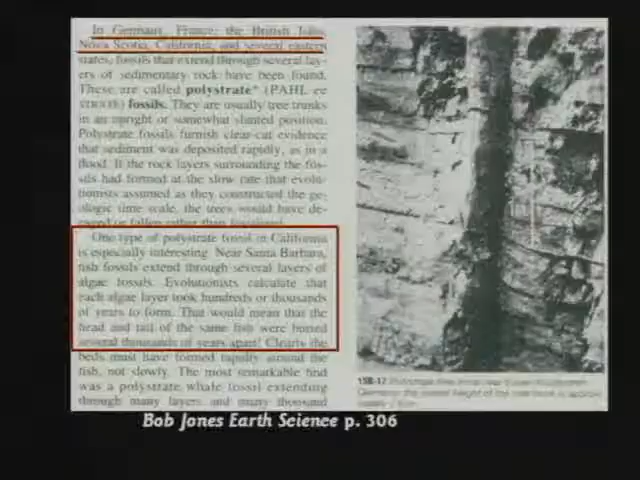 In Germany, France, the British Isles,
Nova Scotia, California, and several eastern
states, fossils that extend through several lay-
ers of sedimentary rock have been found.
These are called polystrate* (PAHL ee
fossils. They are usually tree trunks
in an upright or somewhat slanted position.
Polystrate fossils furnish clear-cut evidence
that sediment was deposited rapidly, as in a
flood. If the rock layers surrounding the fos-
sils had formed at the slow rate that evolu-
tionists assumed as they constructed the ge-
ologic time scale, the trees would have de-
cayed or fallen rather than
One type of polystrate fossil in California
is especially interesting. Near Santa Barbara,
fish fossils extend through several layers of
algae fossils. Evolutionists calculate that
each algae layer took hundreds or thousands
of years to form. That would mean that the
head and tail of the same fish were buried
several thousands of years apart! Clearly the
beds must have formed rapidly around the
fish, not slowly. The most remarkable find
was a polystrate whale fossil extending
through many layers and many thousand
15B-17
Bob Jones Earth Science p. 306